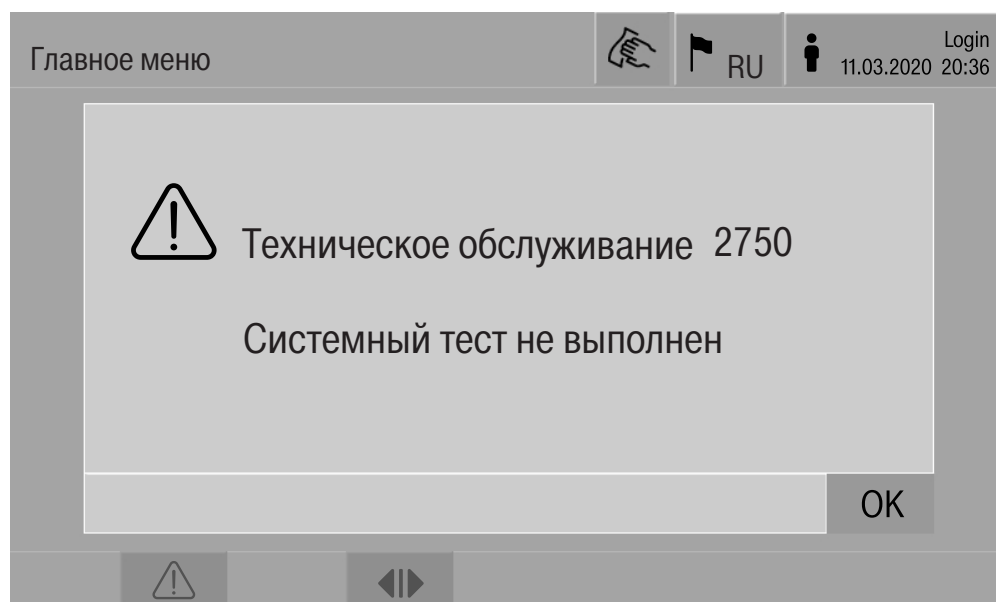 Главное меню
RU
Login
11.03.2020 20:36
Техническое обслуживание 2750
Системный тест не выполнен
OK